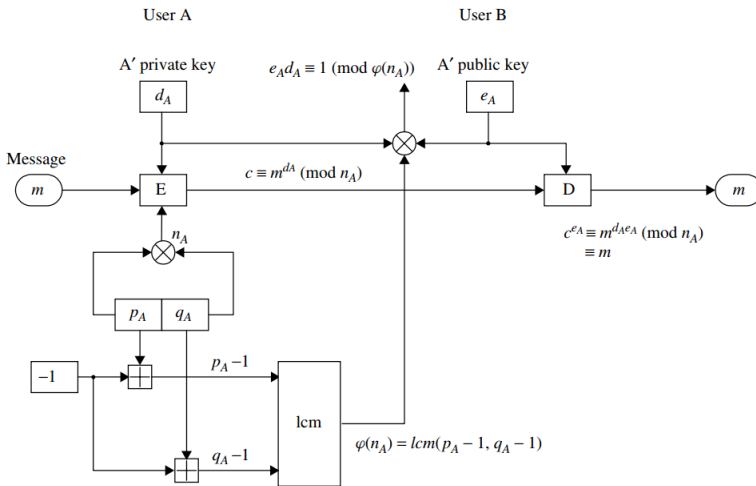 User A
User B
A′ private key
e_A d_A ≡ 1 (mod φ(n_A))
A′ public key
d_A
e_A
Message
m
E
c ≡ m^{d_A} (mod n_A)
D
m
n_A
c^{e_A} ≡ m^{d_A e_A} (mod n_A)
≡ m
p_A
q_A
−1
p_A −1
lcm
φ(n_A) = lcm(p_A − 1, q_A − 1)
q_A −1